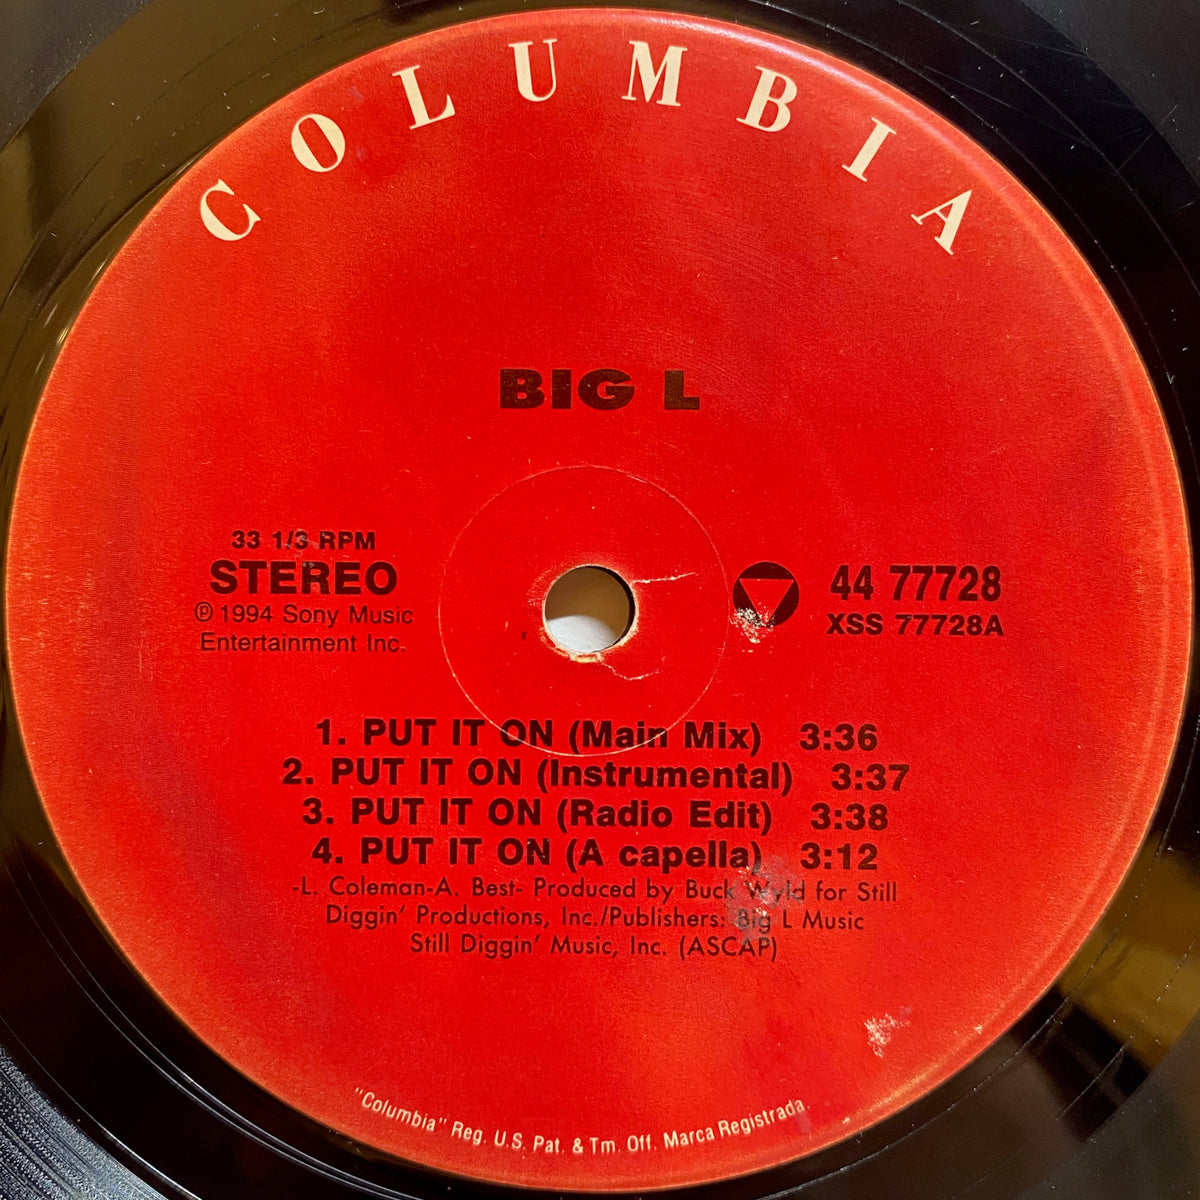 COLUMBIA
BIG L
33 1/3 RPM
STEREO
℗ 1994 Sony Music
Entertainment Inc.
44 77728
XSS 77728A
1. PUT IT ON (Main Mix) 3:36
2. PUT IT ON (Instrumental) 3:37
3. PUT IT ON (Radio Edit) 3:38
4. PUT IT ON (A capella) 3:12
-L. Coleman-A. Best- Produced by Buck Wyld for Still
Diggin' Productions, Inc./Publishers: Big L Music
Still Diggin' Music, Inc. (ASCAP)
"Columbia" Reg. U.S. Pat. & Tm. Off. Marca Registrada.